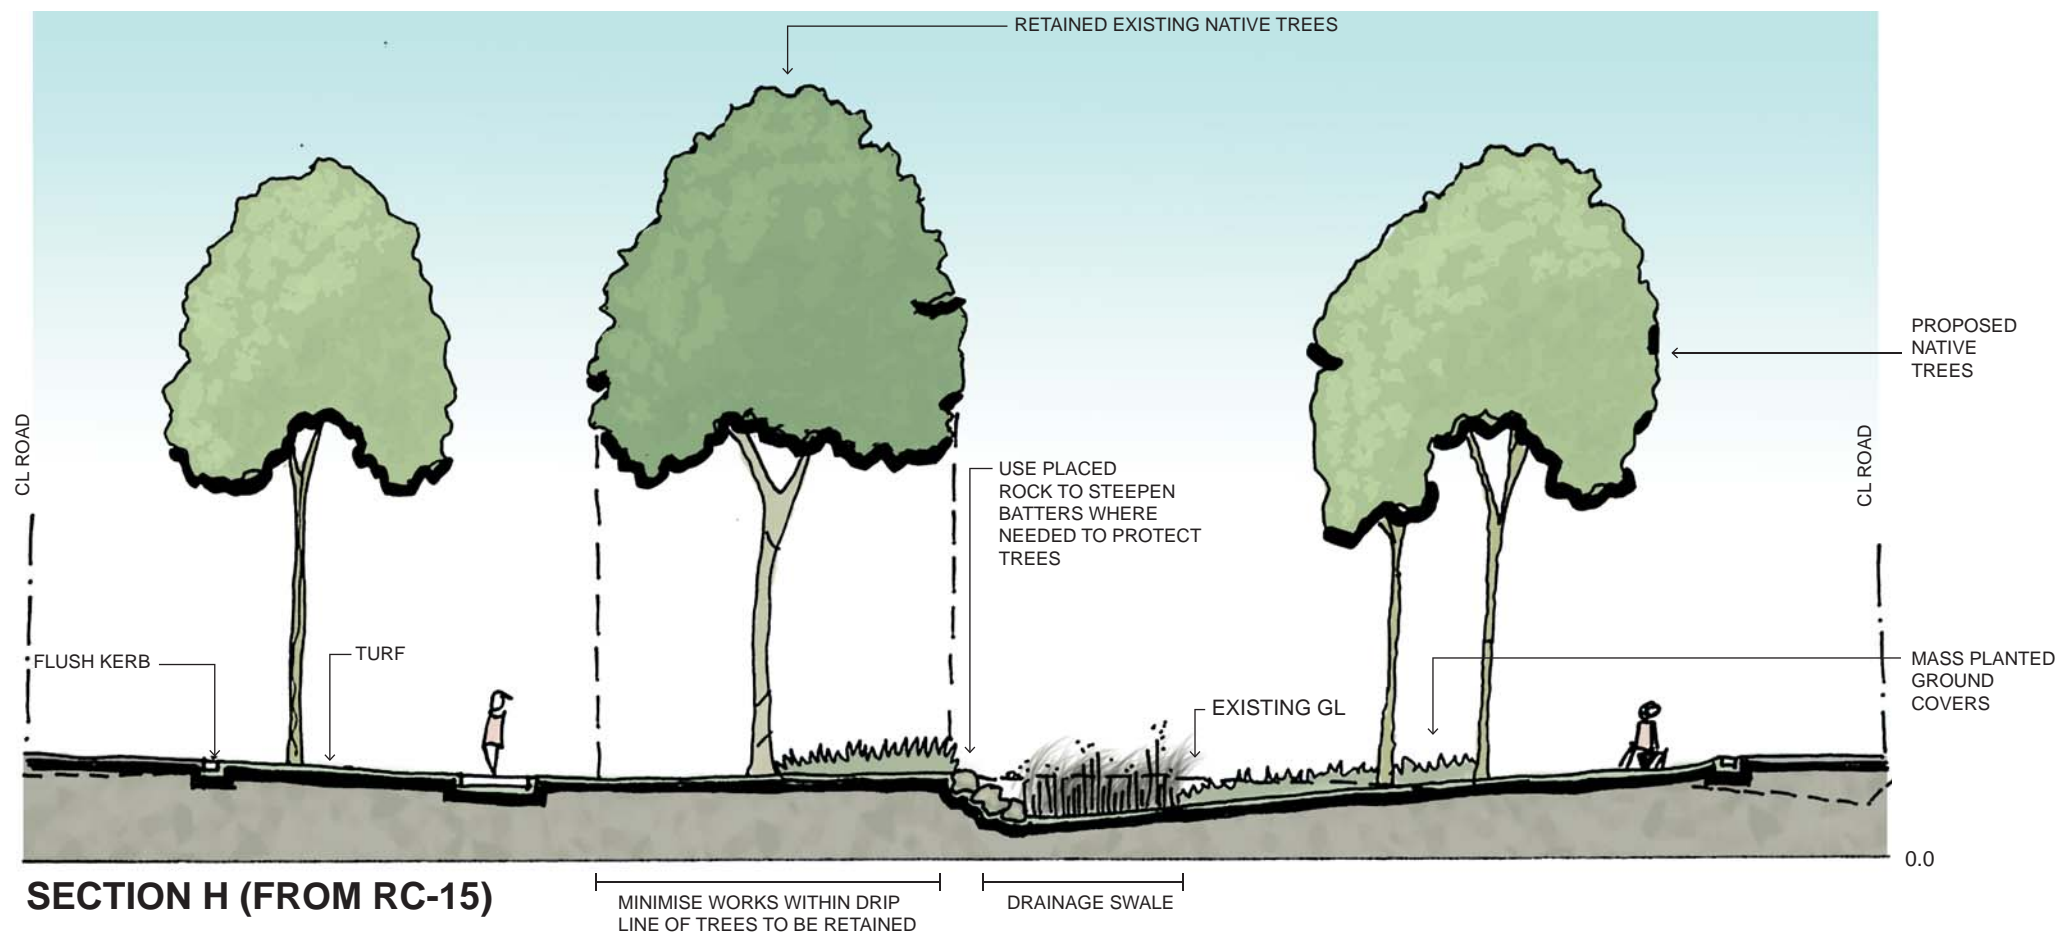 RETAINED EXISTING NATIVE TREES
PROPOSED
NATIVE
TREES
CL ROAD
CL ROAD
USE PLACED
ROCK TO STEEPEN
BATTERS WHERE
NEEDED TO PROTECT
TREES
FLUSH KERB
TURF
EXISTING GL
MASS PLANTED
GROUND
COVERS
0.0
SECTION H (FROM RC-15)
MINIMISE WORKS WITHIN DRIP
LINE OF TREES TO BE RETAINED
DRAINAGE SWALE